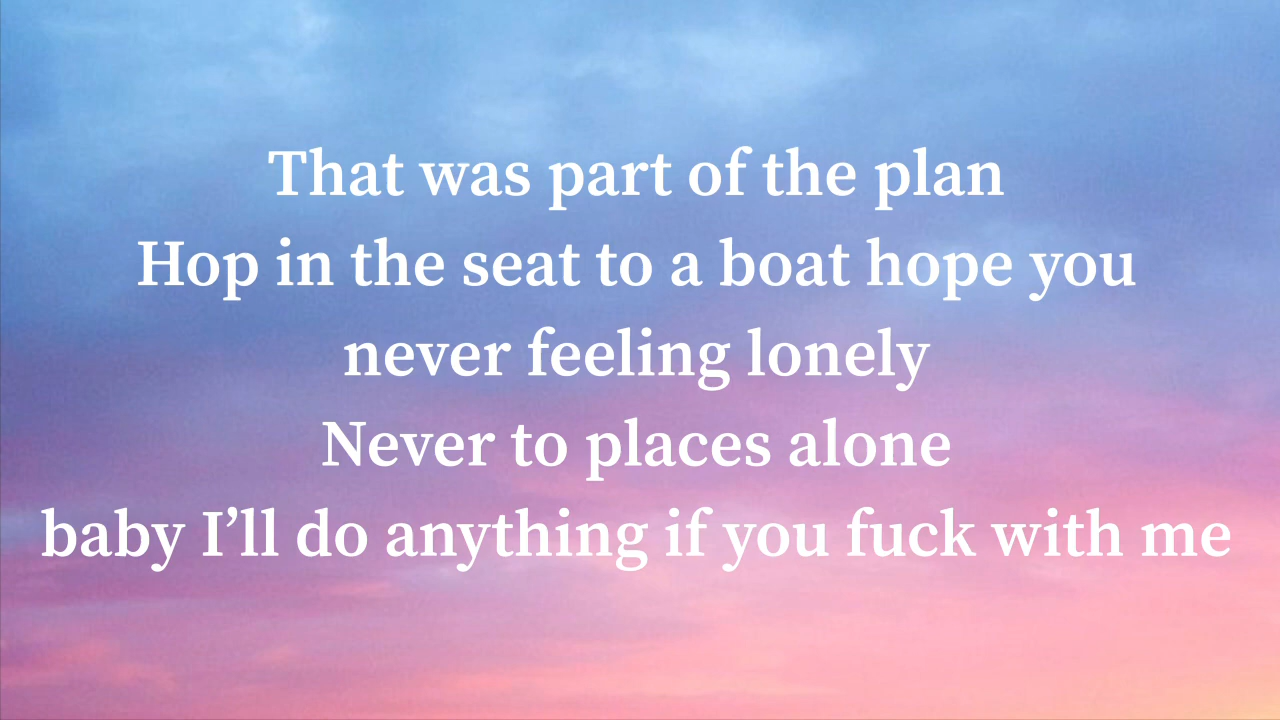 That was part of the plan
Hop in the seat to a boat hope you
never feeling lonely
Never to places alone
baby I’ll do anything if you fuck with me